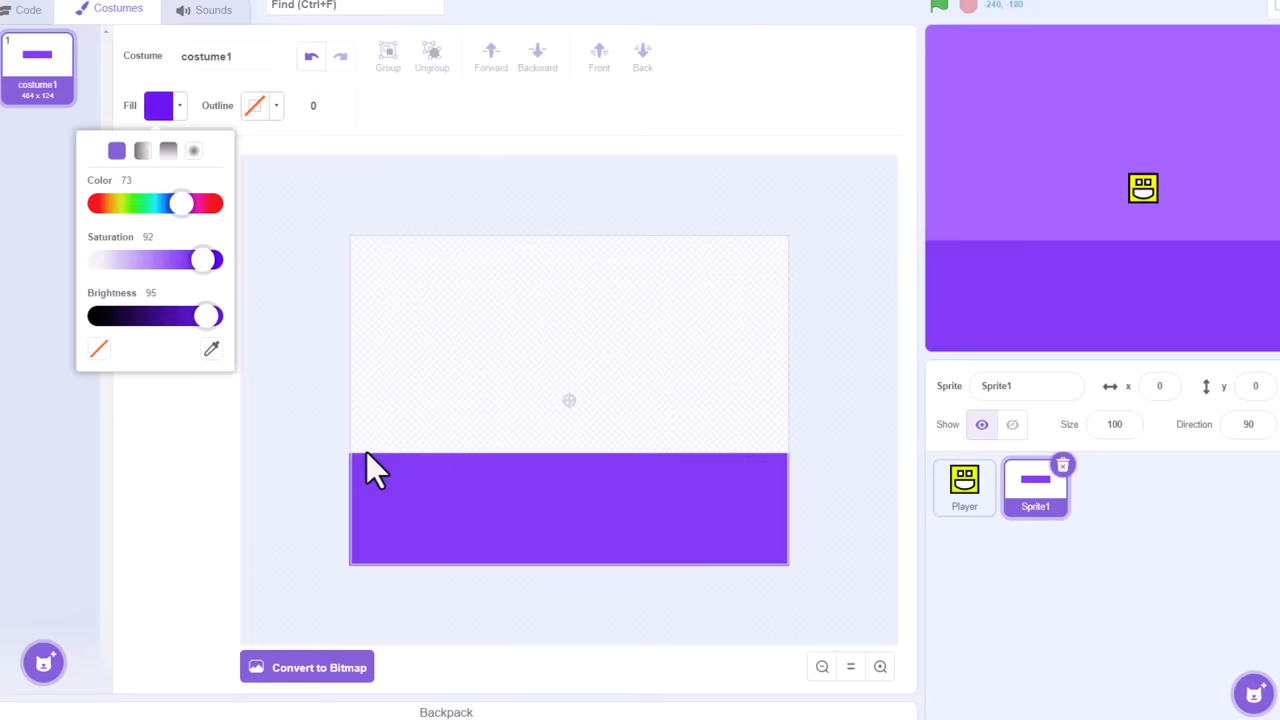 Code
Costumes
Sounds
Find (Ctrl+F)
-240, -180
1
costume1
484 x 124
Costume
costume1
Group
Ungroup
Forward
Backward
Front
Back
Fill
Outline
0
Color 73
Saturation 92
Brightness 95
Convert to Bitmap
Backpack
Sprite
Sprite1
x
0
y
0
Show
Size
100
Direction
90
Player
Sprite1